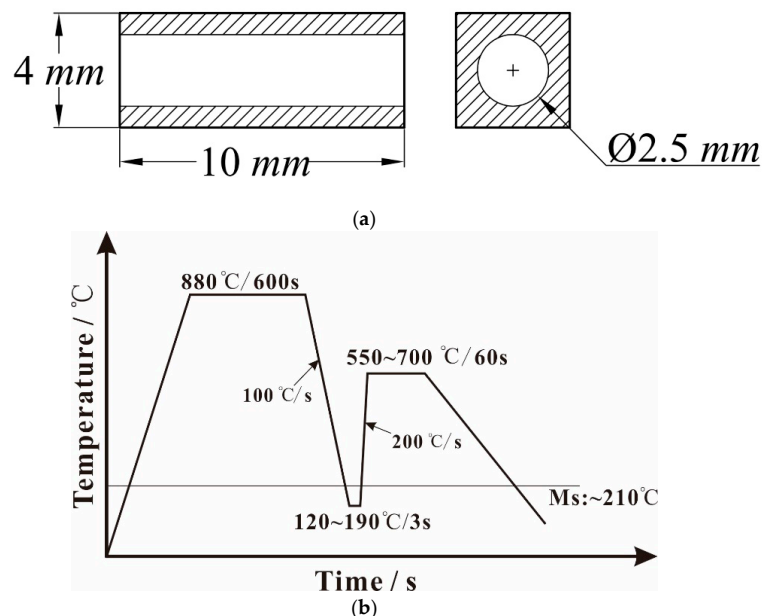 4 mm
10 mm
Ø2.5 mm
(a)
Temperature / ℃
880℃/ 600s
100℃/s
550~700 ℃/60s
200℃/s
Ms:~210℃
120~190℃/3s
Time / s
(b)